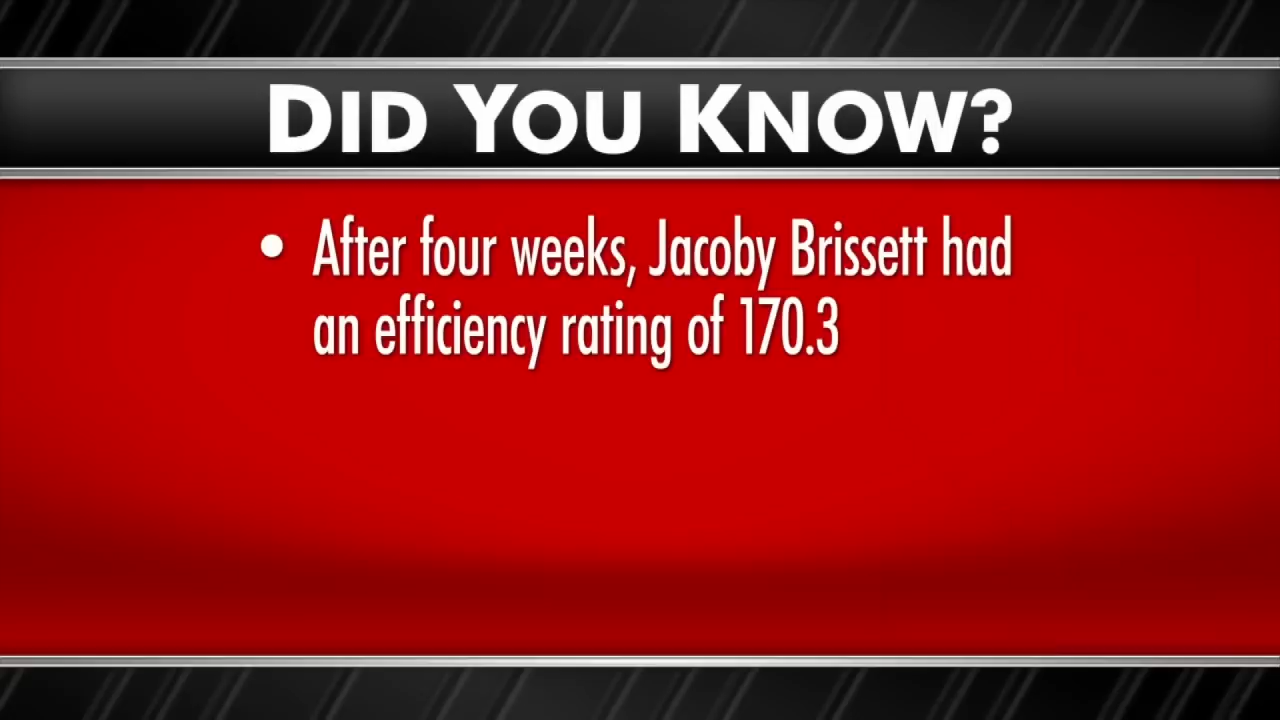 DID YOU KNOW?
• After four weeks, Jacoby Brissett had
an efficiency rating of 170.3